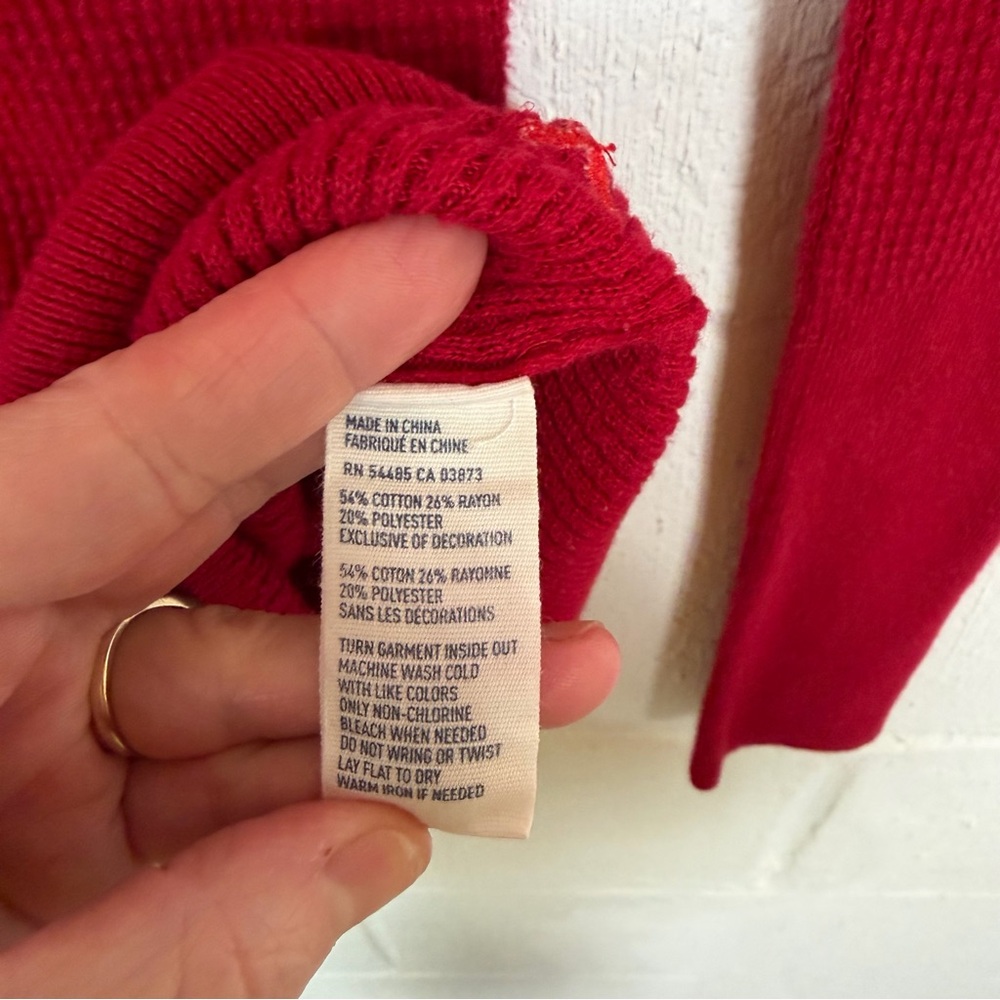 MADE IN CHINA
FABRIQUÉ EN CHINE
RN 54485 CA 03873
54% COTTON 26% RAYON
20% POLYESTER
EXCLUSIVE OF DECORATION
54% COTON 26% RAYONNE
20% POLYESTER
SANS LES DÉCORATIONS
TURN GARMENT INSIDE OUT
MACHINE WASH COLD
WITH LIKE COLORS
ONLY NON-CHLORINE
BLEACH WHEN NEEDED
DO NOT WRING OR TWIST
LAY FLAT TO DRY
WARM IRON IF NEEDED